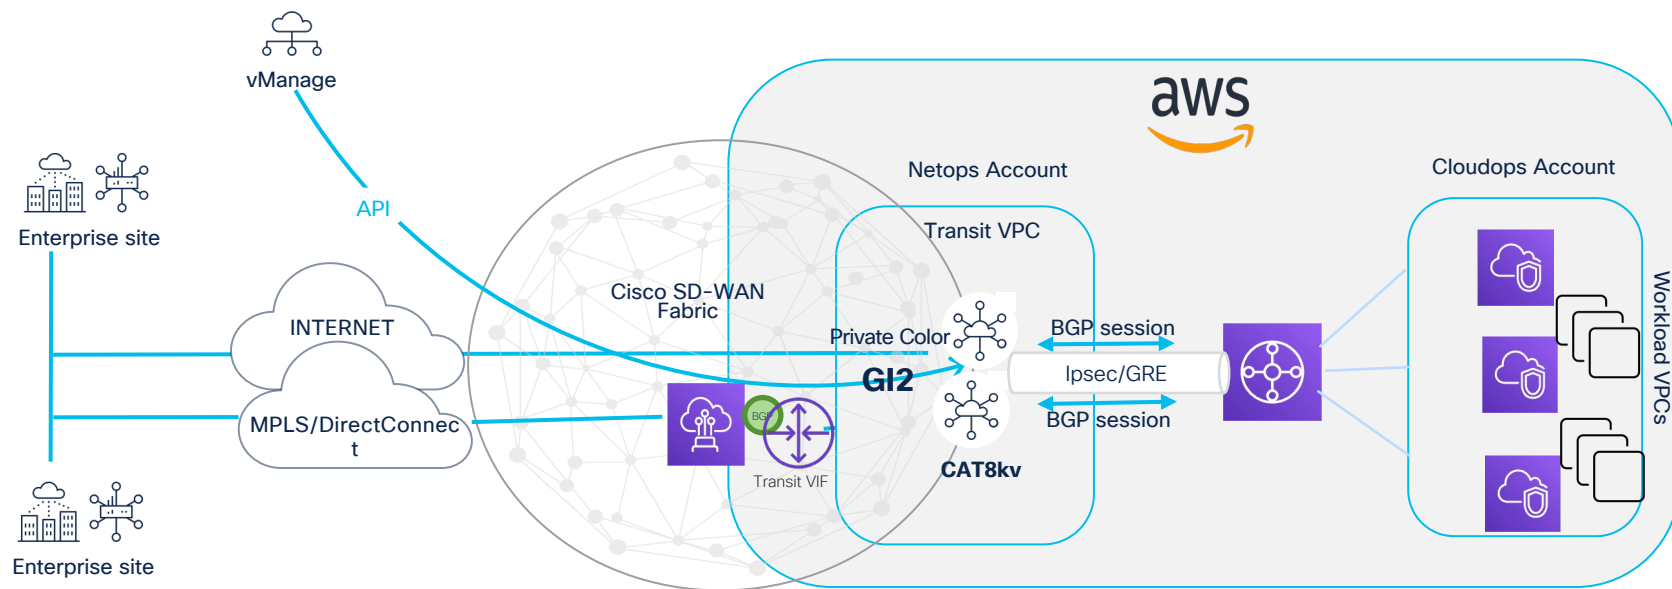 vManage
aws
Netops Account
Cloudops Account
API
Enterprise site
Transit VPC
Cisco SD-WAN
Fabric
INTERNET
Private Color
GI2
BGP session
Ipsec/GRE
BGP session
Workload VPCs
MPLS/DirectConnec
t
BGP
Transit VIF
CAT8kv
Enterprise site